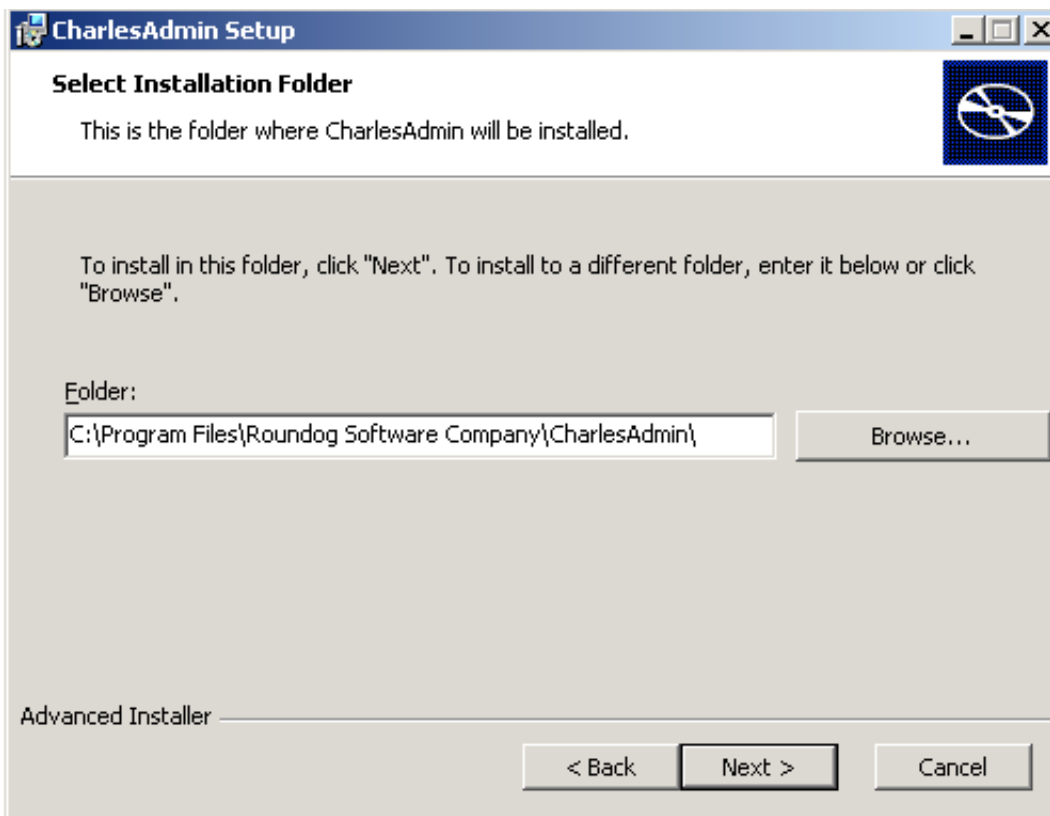 CharlesAdmin Setup
Select Installation Folder
This is the folder where CharlesAdmin will be installed.
To install in this folder, click "Next". To install to a different folder, enter it below or click
"Browse".
Folder:
C:\Program Files\Roundog Software Company\CharlesAdmin\
Browse...
Advanced Installer
< Back
Next >
Cancel